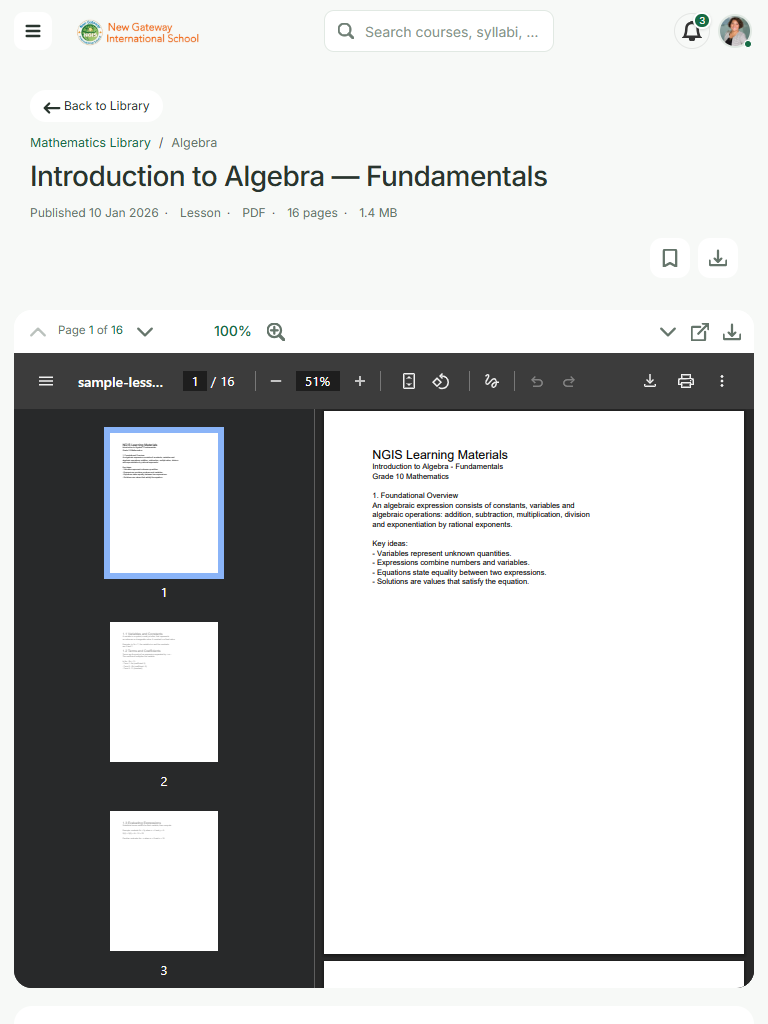 New Gateway
International School
Search courses, syllabi, ...
3
Back to Library
Mathematics Library / Algebra
Introduction to Algebra — Fundamentals
Published 10 Jan 2026 · Lesson · PDF · 16 pages · 1.4 MB
Page 1 of 16
100%
sample-less...
1 / 16
51%
NGIS Learning Materials
Introduction to Algebra - Fundamentals
Grade 10 Mathematics
1. Foundational Overview
An algebraic expression consists of constants, variables and
algebraic operations: addition, subtraction, multiplication, division
and exponentiation by rational exponents.
Key ideas:
- Variables represent unknown quantities.
- Expressions combine numbers and variables.
- Equations state equality between two expressions.
- Solutions are values that satisfy the equation.
NGIS Learning Materials
1
2
3